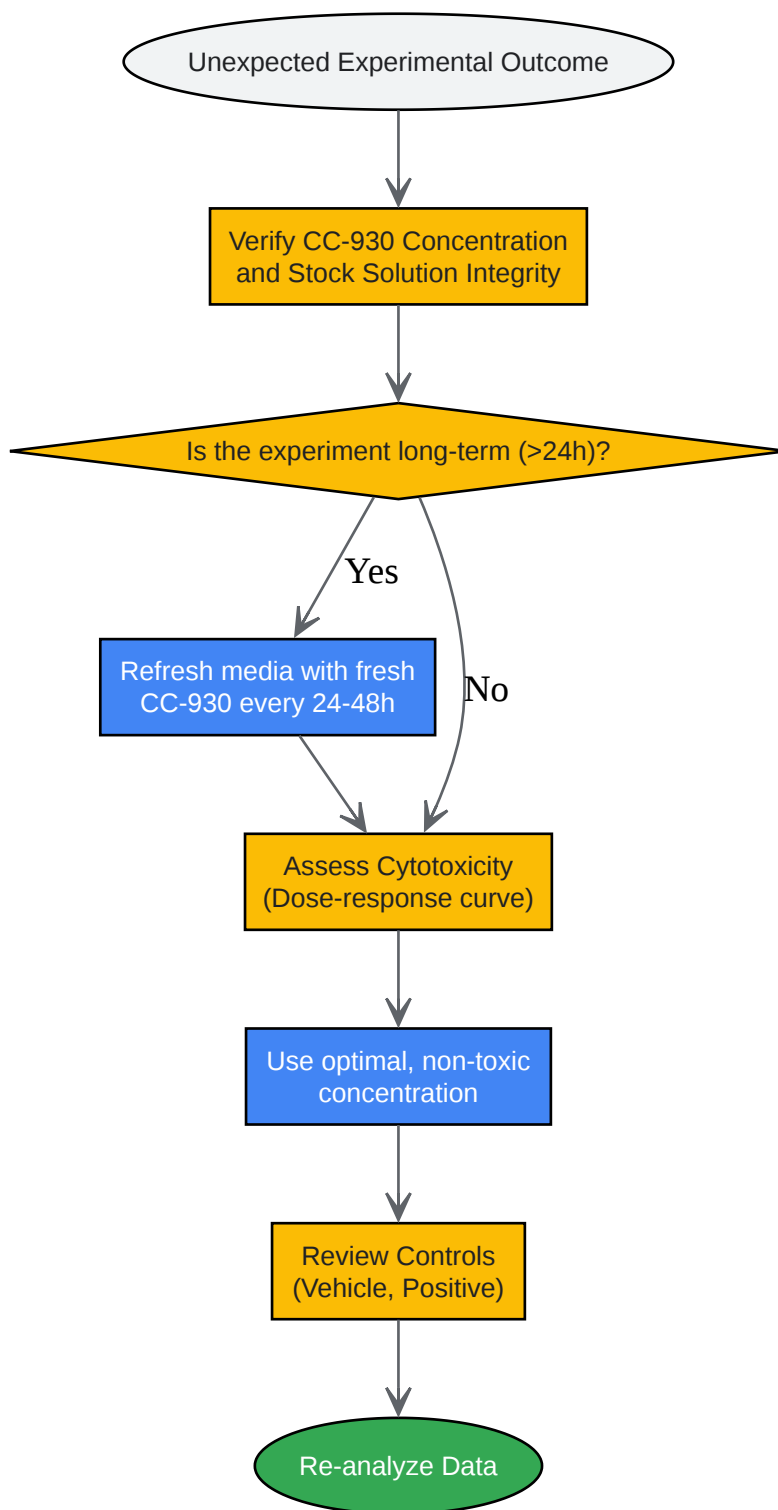 Unexpected Experimental Outcome
Verify CC-930 Concentration
and Stock Solution Integrity
Is the experiment long-term (>24h)?
Yes
Refresh media with fresh
CC-930 every 24-48h
No
Assess Cytotoxicity
(Dose-response curve)
Use optimal, non-toxic
concentration
Review Controls
(Vehicle, Positive)
Re-analyze Data